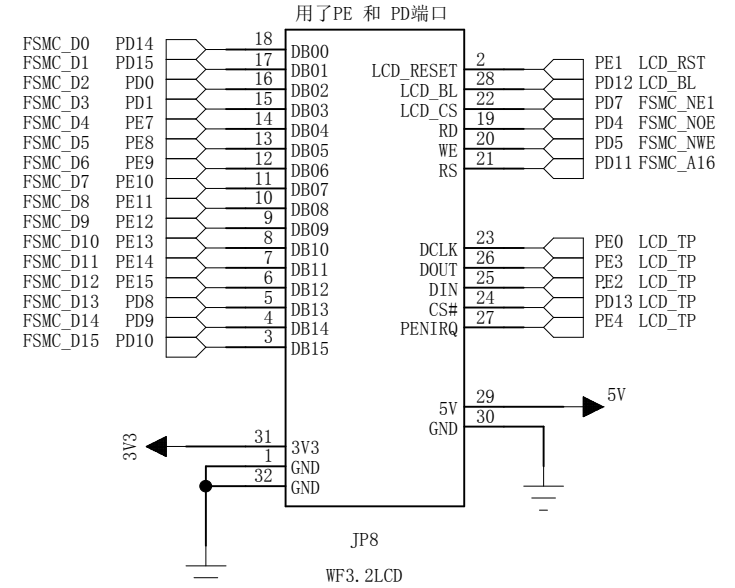 用了PE 和 PD端口
FSMC_D0 PD14 18 DB00
FSMC_D1 PD15 17 DB01
FSMC_D2 PD0 16 DB02
FSMC_D3 PD1 15 DB03
FSMC_D4 PE7 14 DB04
FSMC_D5 PE8 13 DB05
FSMC_D6 PE9 12 DB06
FSMC_D7 PE10 11 DB07
FSMC_D8 PE11 10 DB08
FSMC_D9 PE12 9 DB09
FSMC_D10 PE13 8 DB10
FSMC_D11 PE14 7 DB11
FSMC_D12 PE15 6 DB12
FSMC_D13 PD8 5 DB13
FSMC_D14 PD9 4 DB14
FSMC_D15 PD10 3 DB15
3V3 31 3V3
1 GND
32 GND
LCD_RESET 2 PE1 LCD_RST
LCD_BL 28 PD12 LCD_BL
LCD_CS 22 PD7 FSMC_NE1
RD 19 PD4 FSMC_NOE
WE 20 PD5 FSMC_NWE
RS 21 PD11 FSMC_A16
DCLK 23 PE0 LCD_TP
DOUT 26 PE3 LCD_TP
DIN 25 PE2 LCD_TP
CS# 24 PD13 LCD_TP
PENIRQ 27 PE4 LCD_TP
5V 29 5V
GND 30
JP8
WF3.2LCD